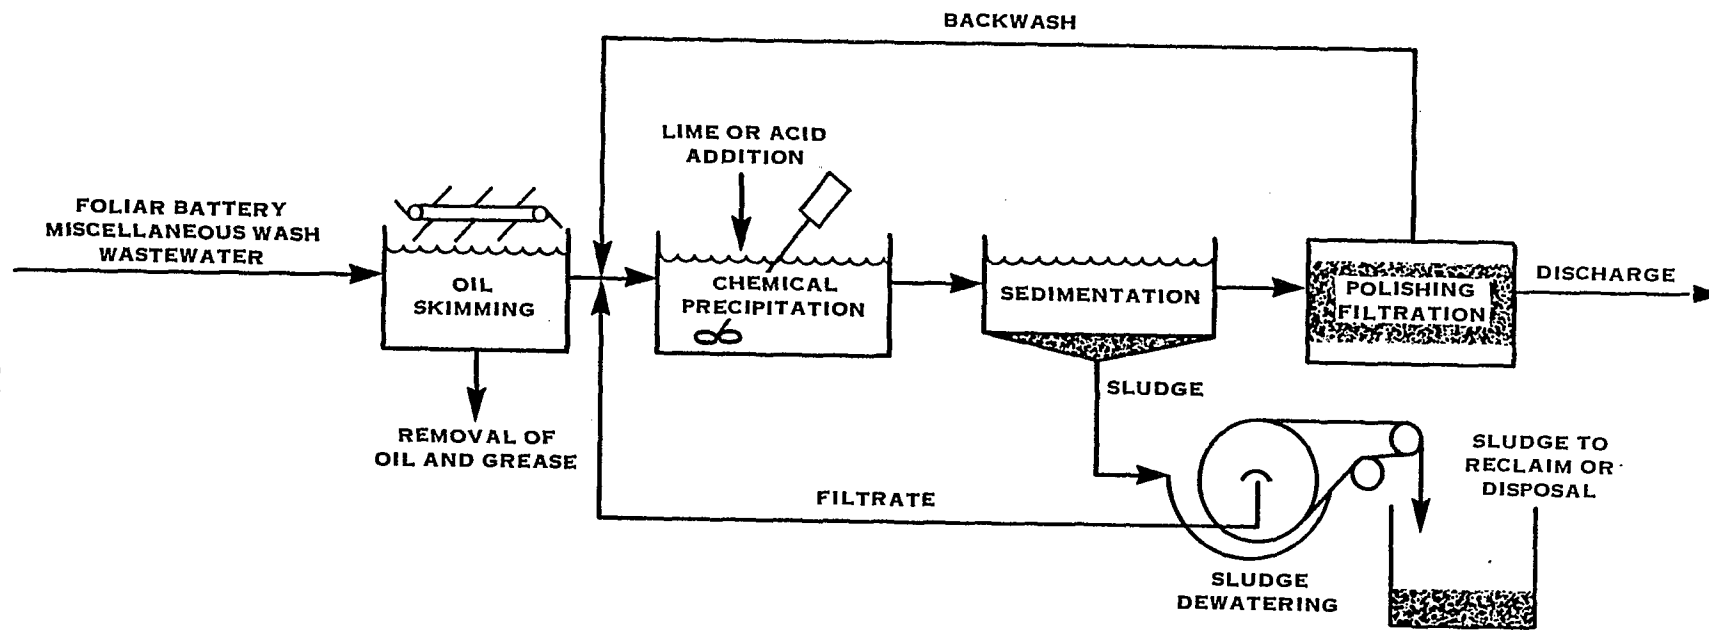 BACKWASH
LIME OR ACID
ADDITION
FOLIAR BATTERY
MISCELLANEOUS WASH
WASTEWATER
OIL
SKIMMING
CHEMICAL
PRECIPITATION
SEDIMENTATION
POLISHING
FILTRATION
DISCHARGE
SLUDGE
REMOVAL OF
OIL AND GREASE
FILTRATE
SLUDGE TO
RECLAIM OR
DISPOSAL
SLUDGE
DEWATERING